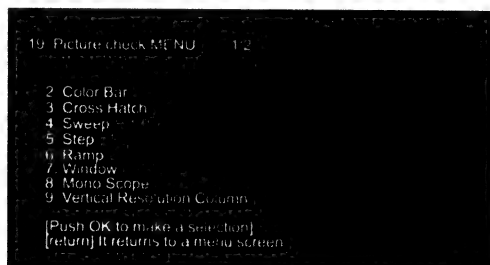 19. Picture check MENU 1:2
2 Color Bar
3 Cross Hatch
4 Sweep
5 Step
6 Ramp
7. Window
8 Mono Scope
9 Vertical Resolution Column
[Push OK to make a selection]
[return] It returns to a menu screen